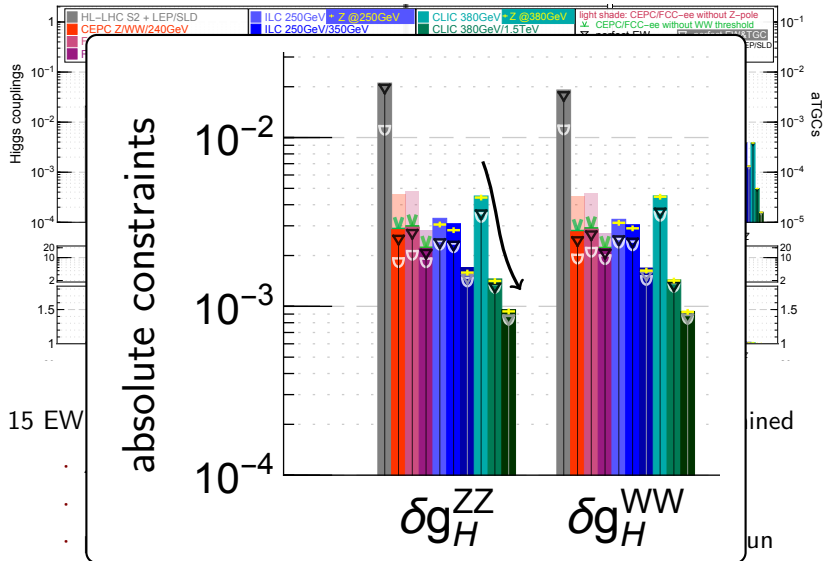 HL−LHC S2 + LEP/SLD
CEPC Z/WW/240GeV
ILC 250GeV
Z @250GeV
ILC 250GeV/350GeV
CLIC 380GeV
Z @380GeV
CLIC 380GeV/1.5TeV
light shade: CEPC/FCC-ee without Z-pole
CEPC/FCC-ee without WW threshold
1
10⁻¹
10⁻²
10⁻³
10⁻⁴
20
10
2
1.5
1
Higgs couplings
absolute constraints
10⁻²
10⁻³
10⁻⁴
δg_H^ZZ
δg_H^WW
10⁻¹
10⁻²
10⁻³
10⁻⁴
10⁻⁵
20
10
2
1.5
1
aTGCs
15 EW
ined
un